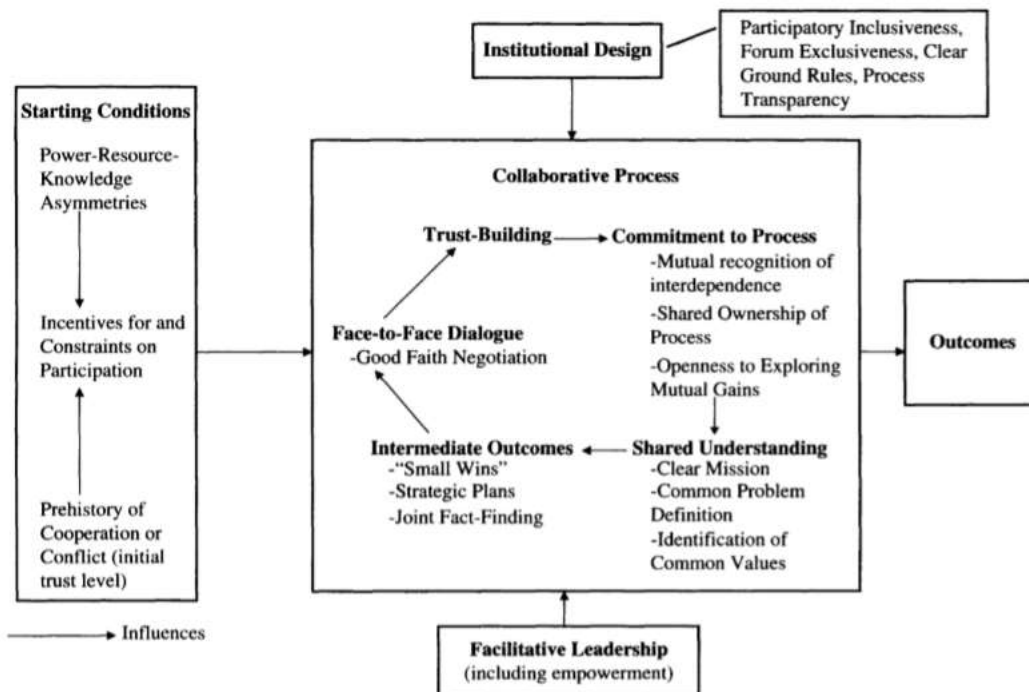 Institutional Design
Participatory Inclusiveness,
Forum Exclusiveness, Clear
Ground Rules, Process
Transparency
Starting Conditions
Power-Resource-
Knowledge
Asymmetries
Incentives for and
Constraints on
Participation
Prehistory of
Cooperation or
Conflict (initial
trust level)
Influences
Collaborative Process
Trust-Building
Commitment to Process
-Mutual recognition of
interdependence
-Shared Ownership of
Process
-Openness to Exploring
Mutual Gains
Face-to-Face Dialogue
-Good Faith Negotiation
Intermediate Outcomes
-“Small Wins”
-Strategic Plans
-Joint Fact-Finding
Shared Understanding
-Clear Mission
-Common Problem
Definition
-Identification of
Common Values
Outcomes
Facilitative Leadership
(including empowerment)